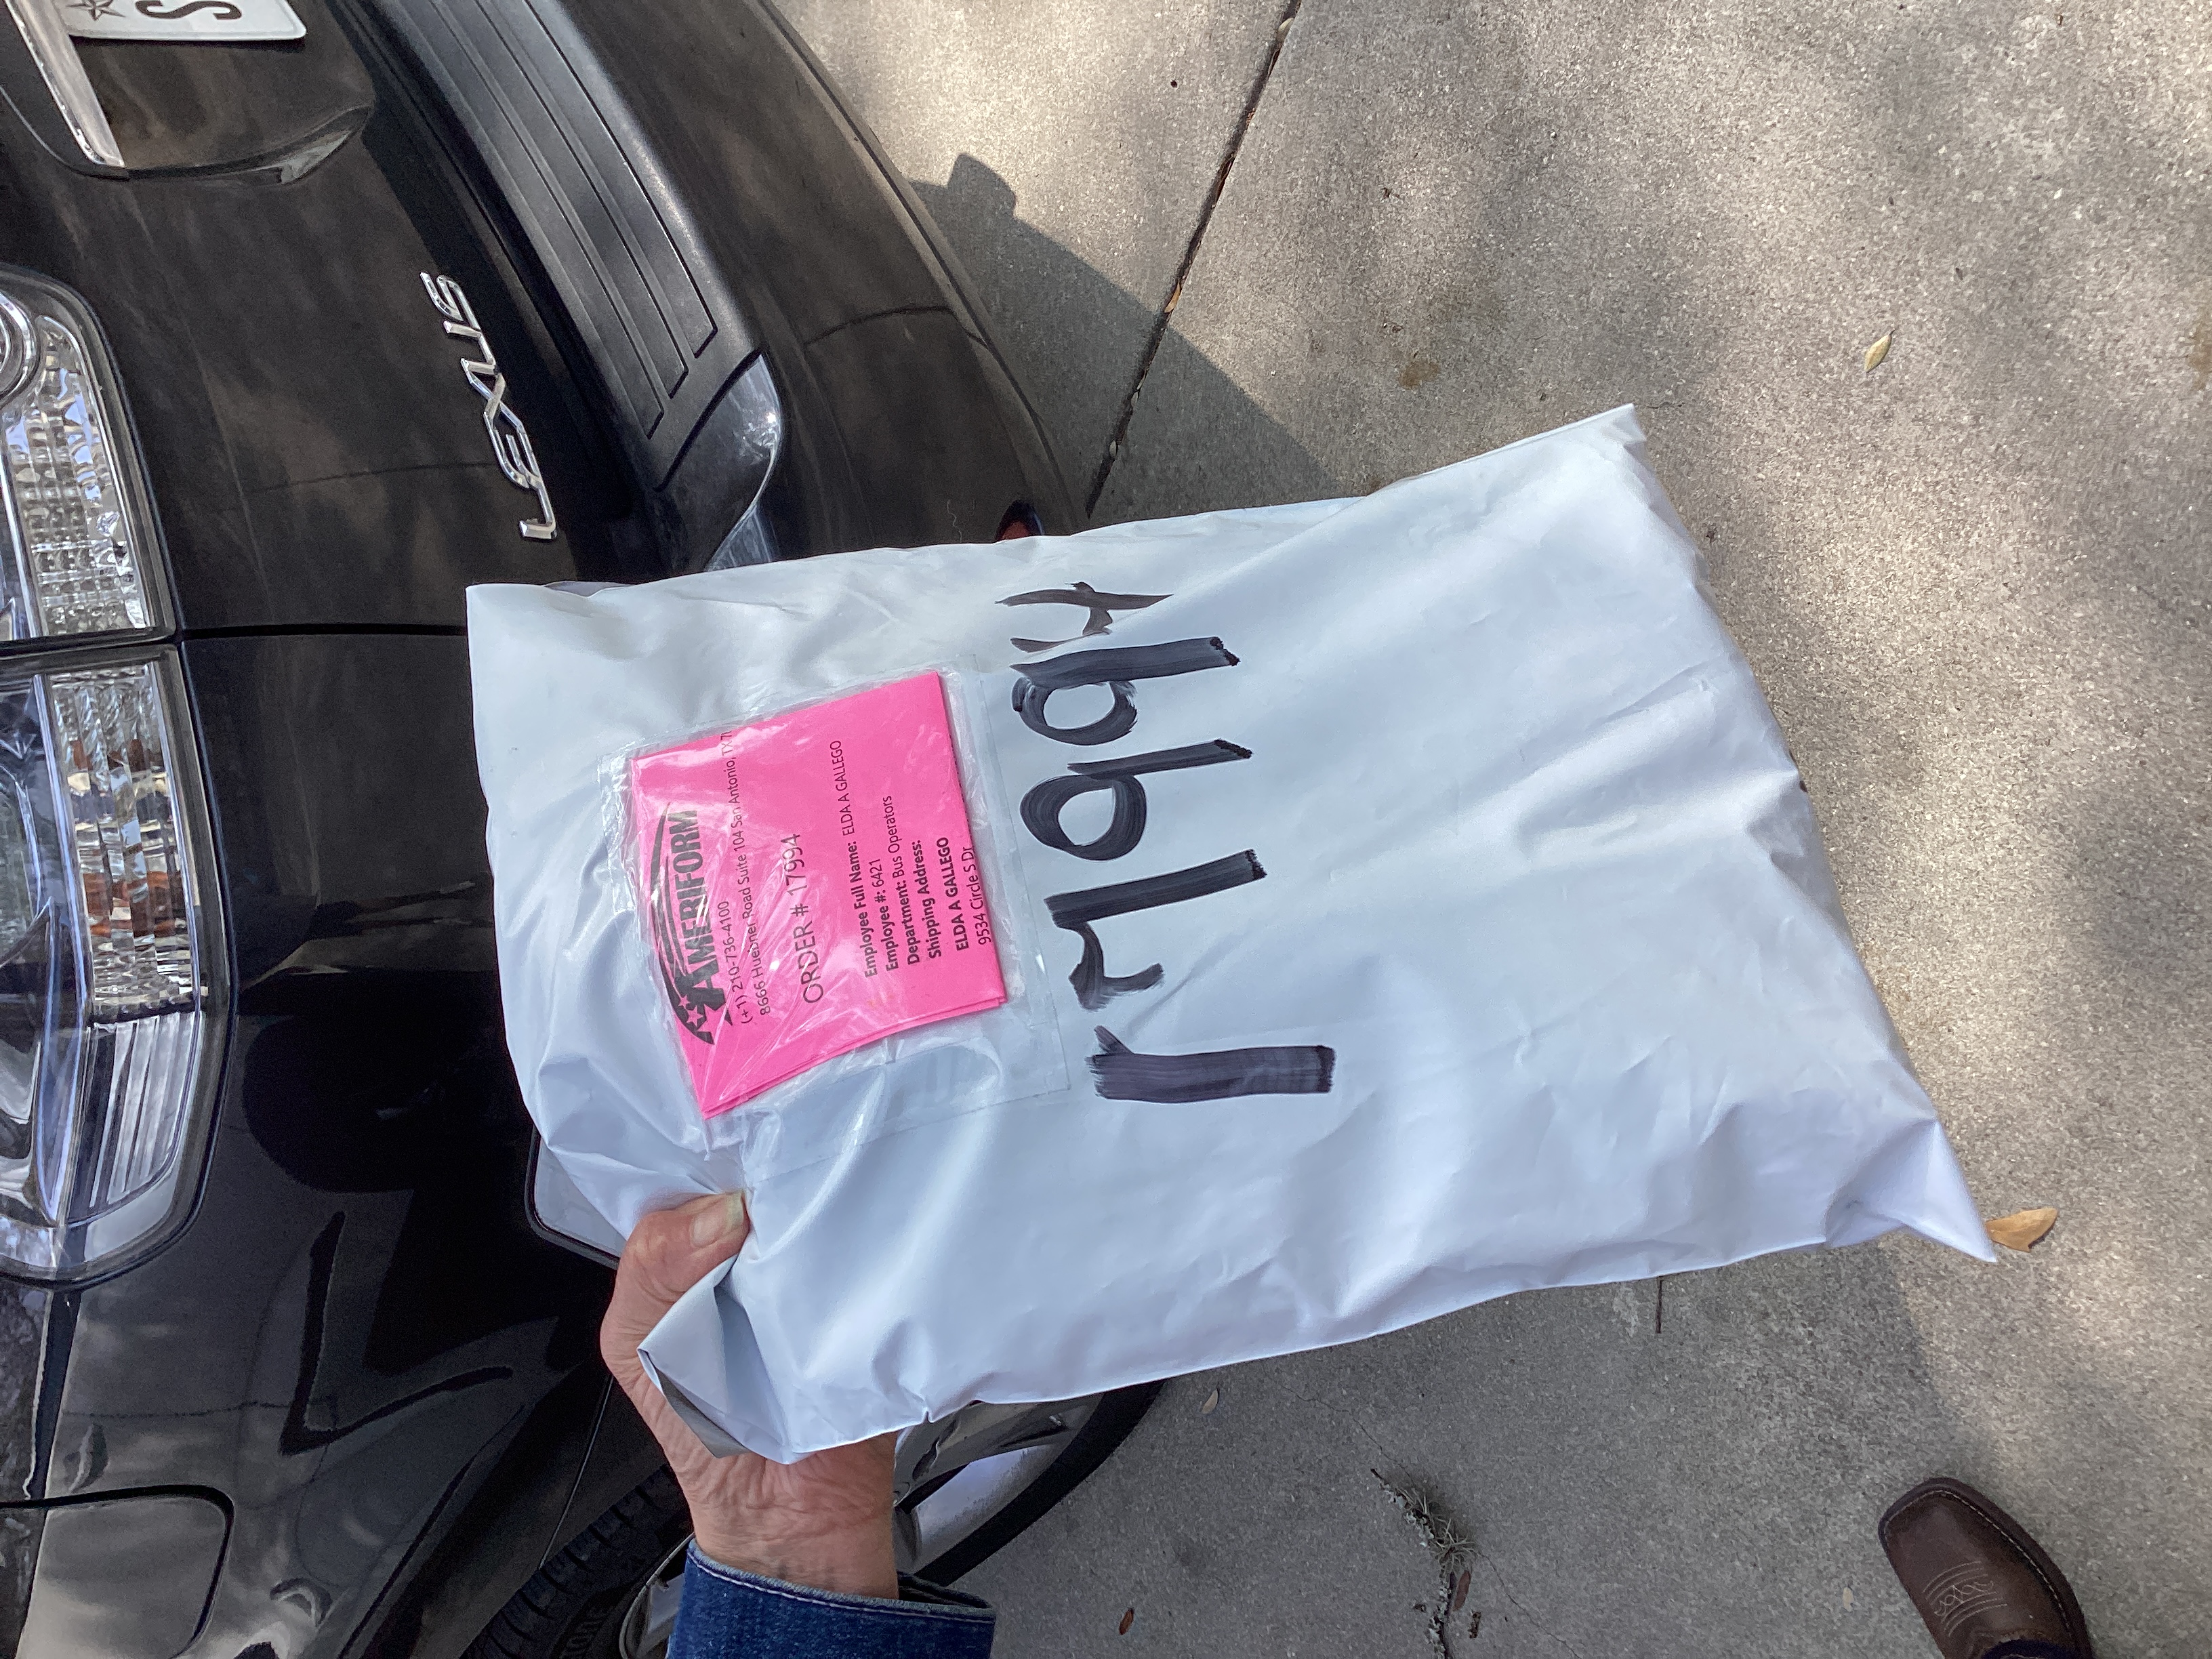 S
LEXUS
AMERIFORM
(+1) 210-736-4100
8666 Huebner Road Suite 104 San Antonio, TX
ORDER # 17994
Employee Full Name: ELDA A GALLEGO
Employee #: 6421
Department: Bus Operators
Shipping Address:
ELDA A GALLEGO
9534 Circle S Dr
17994